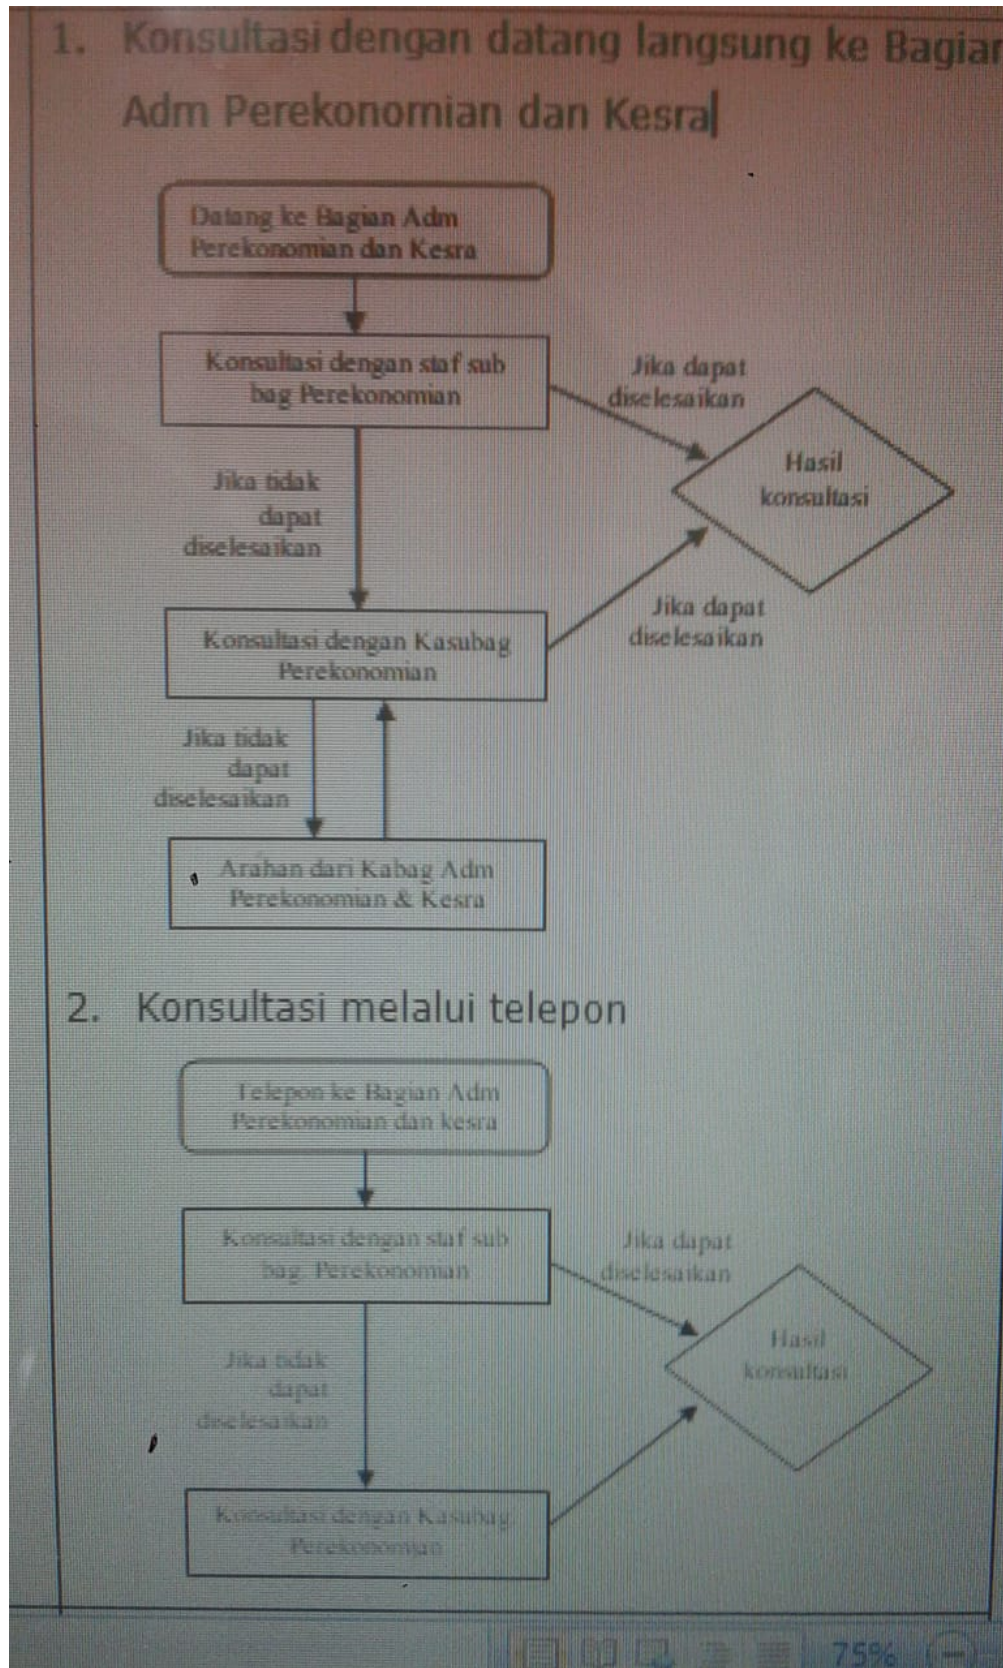 1. Konsultasi dengan datang langsung ke Bagian
Adm Perekonomian dan Kesra
Datang ke Bagian Adm
Perekonomian dan Kesra
Konsultasi dengan staf sub
bag Perekonomian
Jika dapat
diselesaikan
Hasil
konsultasi
Jika tidak
dapat
diselesaikan
Konsultasi dengan Kasubag
Perekonomian
Jika dapat
diselesaikan
Jika tidak
dapat
diselesaikan
Arahan dari Kabag Adm
Perekonomian & Kesra
2. Konsultasi melalui telepon
Telepon ke Bagian Adm
Perekonomian dan kesra
Konsultasi dengan staf sub
bag. Perekonomian
Jika dapat
diselesaikan
Hasil
konsultasi
Jika tidak
dapat
diselesaikan
Konsultasi dengan Kasubag
Perekonomian
75%